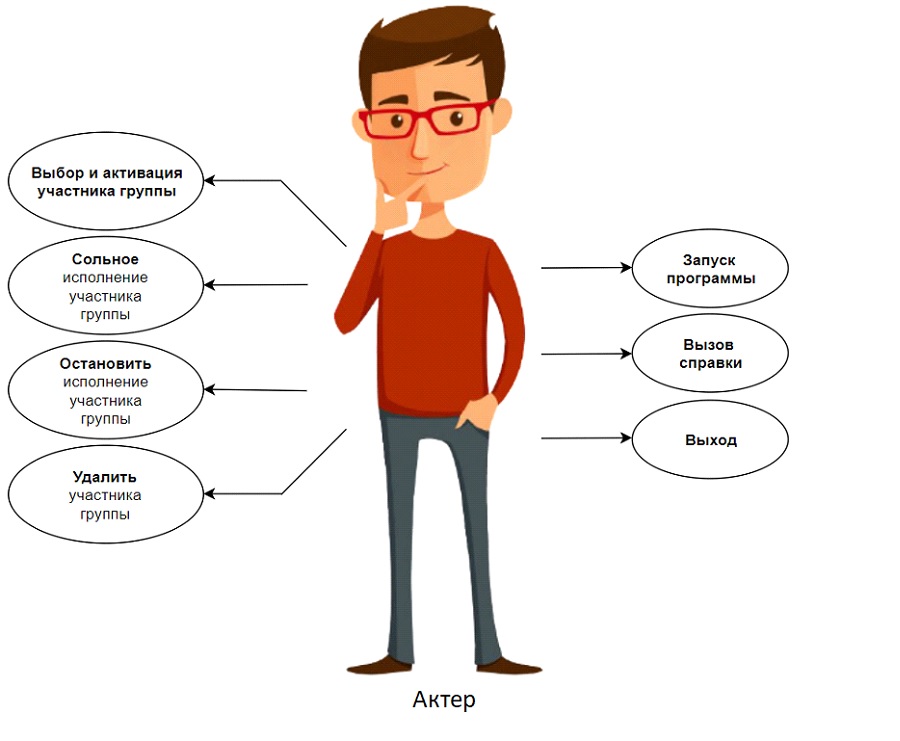 Выбор и активация
участника группы
Сольное
исполнение
участника
группы
Остановить
исполнение
участника
группы
Удалить
участника
группы
Запуск
программы
Вызов
справки
Выход
Актер